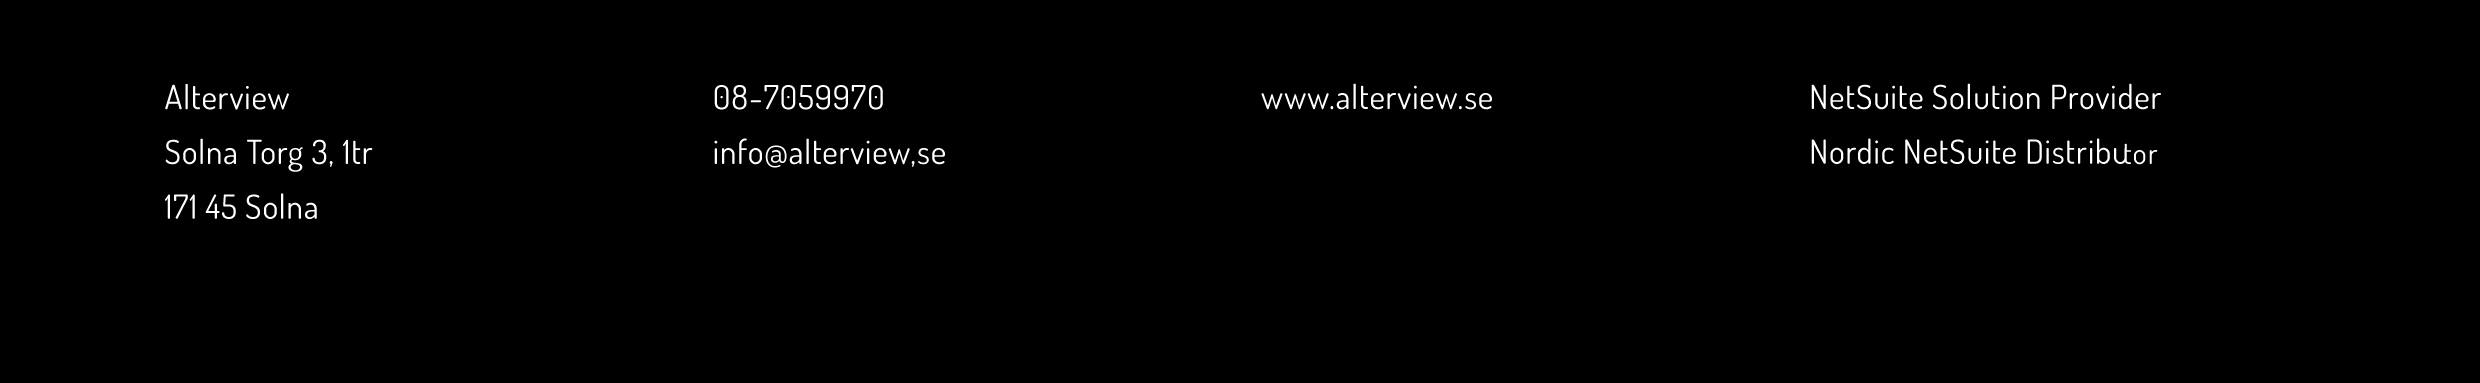 Alterview
Solna Torg 3, 1tr
171 45 Solna
08-7059970
info@alterview,se
www.alterview.se
NetSuite Solution Provider
Nordic NetSuite Distributor